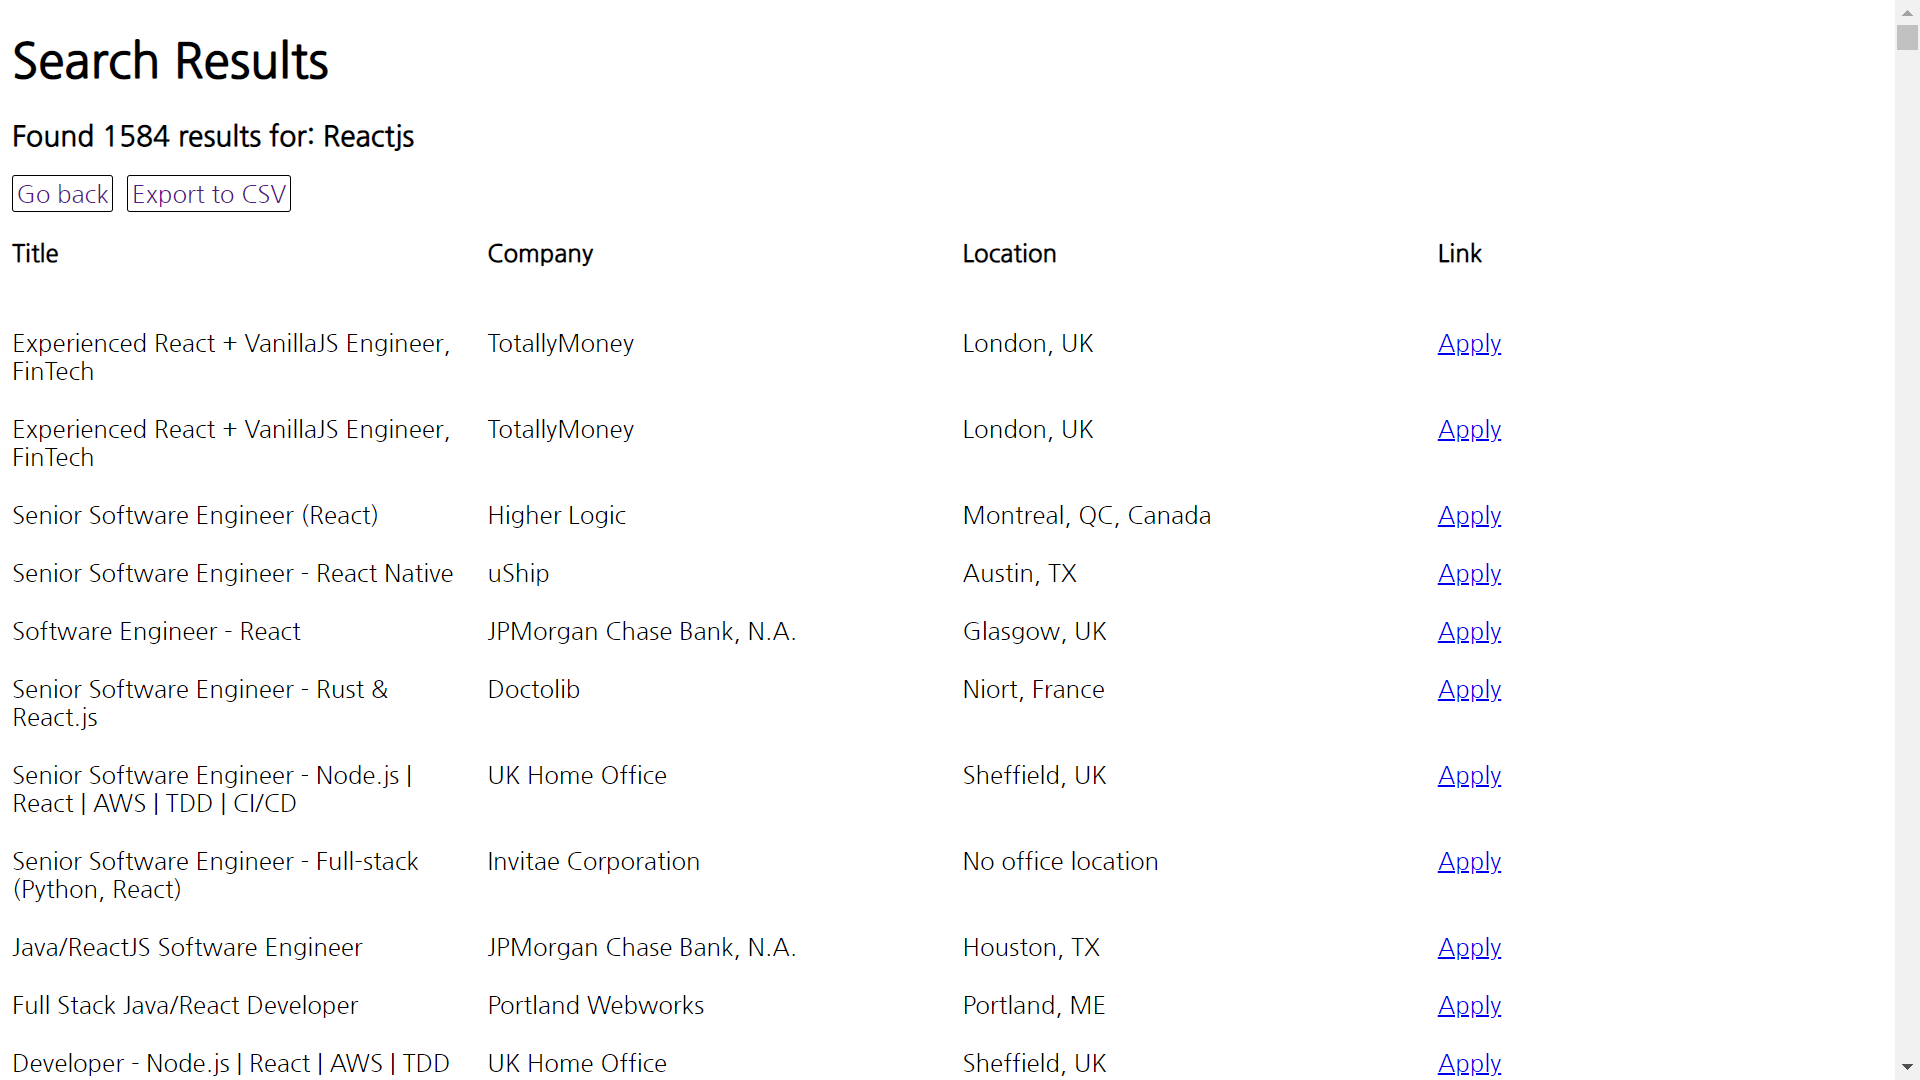 Search Results
Found 1584 results for: Reactjs
Go back Export to CSV
Title Company Location Link
Experienced React + VanillaJS Engineer, TotallyMoney London, UK Apply
FinTech
Experienced React + VanillaJS Engineer, TotallyMoney London, UK Apply
FinTech
Senior Software Engineer (React) Higher Logic Montreal, QC, Canada Apply
Senior Software Engineer - React Native uShip Austin, TX Apply
Software Engineer - React JPMorgan Chase Bank, N.A. Glasgow, UK Apply
Senior Software Engineer - Rust & Doctolib Niort, France Apply
React.js
Senior Software Engineer - Node.js | UK Home Office Sheffield, UK Apply
React | AWS | TDD | CI/CD
Senior Software Engineer - Full-stack Invitae Corporation No office location Apply
(Python, React)
Java/ReactJS Software Engineer JPMorgan Chase Bank, N.A. Houston, TX Apply
Full Stack Java/React Developer Portland Webworks Portland, ME Apply
Developer - Node.js | React | AWS | TDD UK Home Office Sheffield, UK Apply